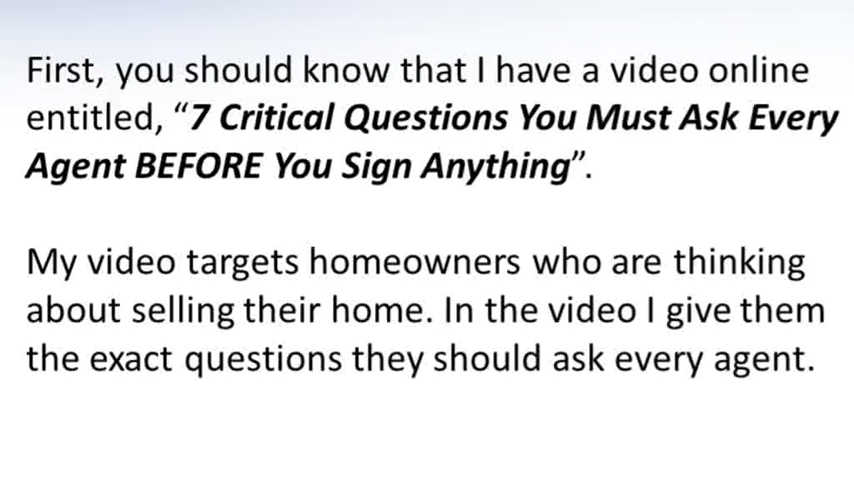 First, you should know that I have a video online
entitled, “7 Critical Questions You Must Ask Every
Agent BEFORE You Sign Anything”.
My video targets homeowners who are thinking
about selling their home. In the video I give them
the exact questions they should ask every agent.